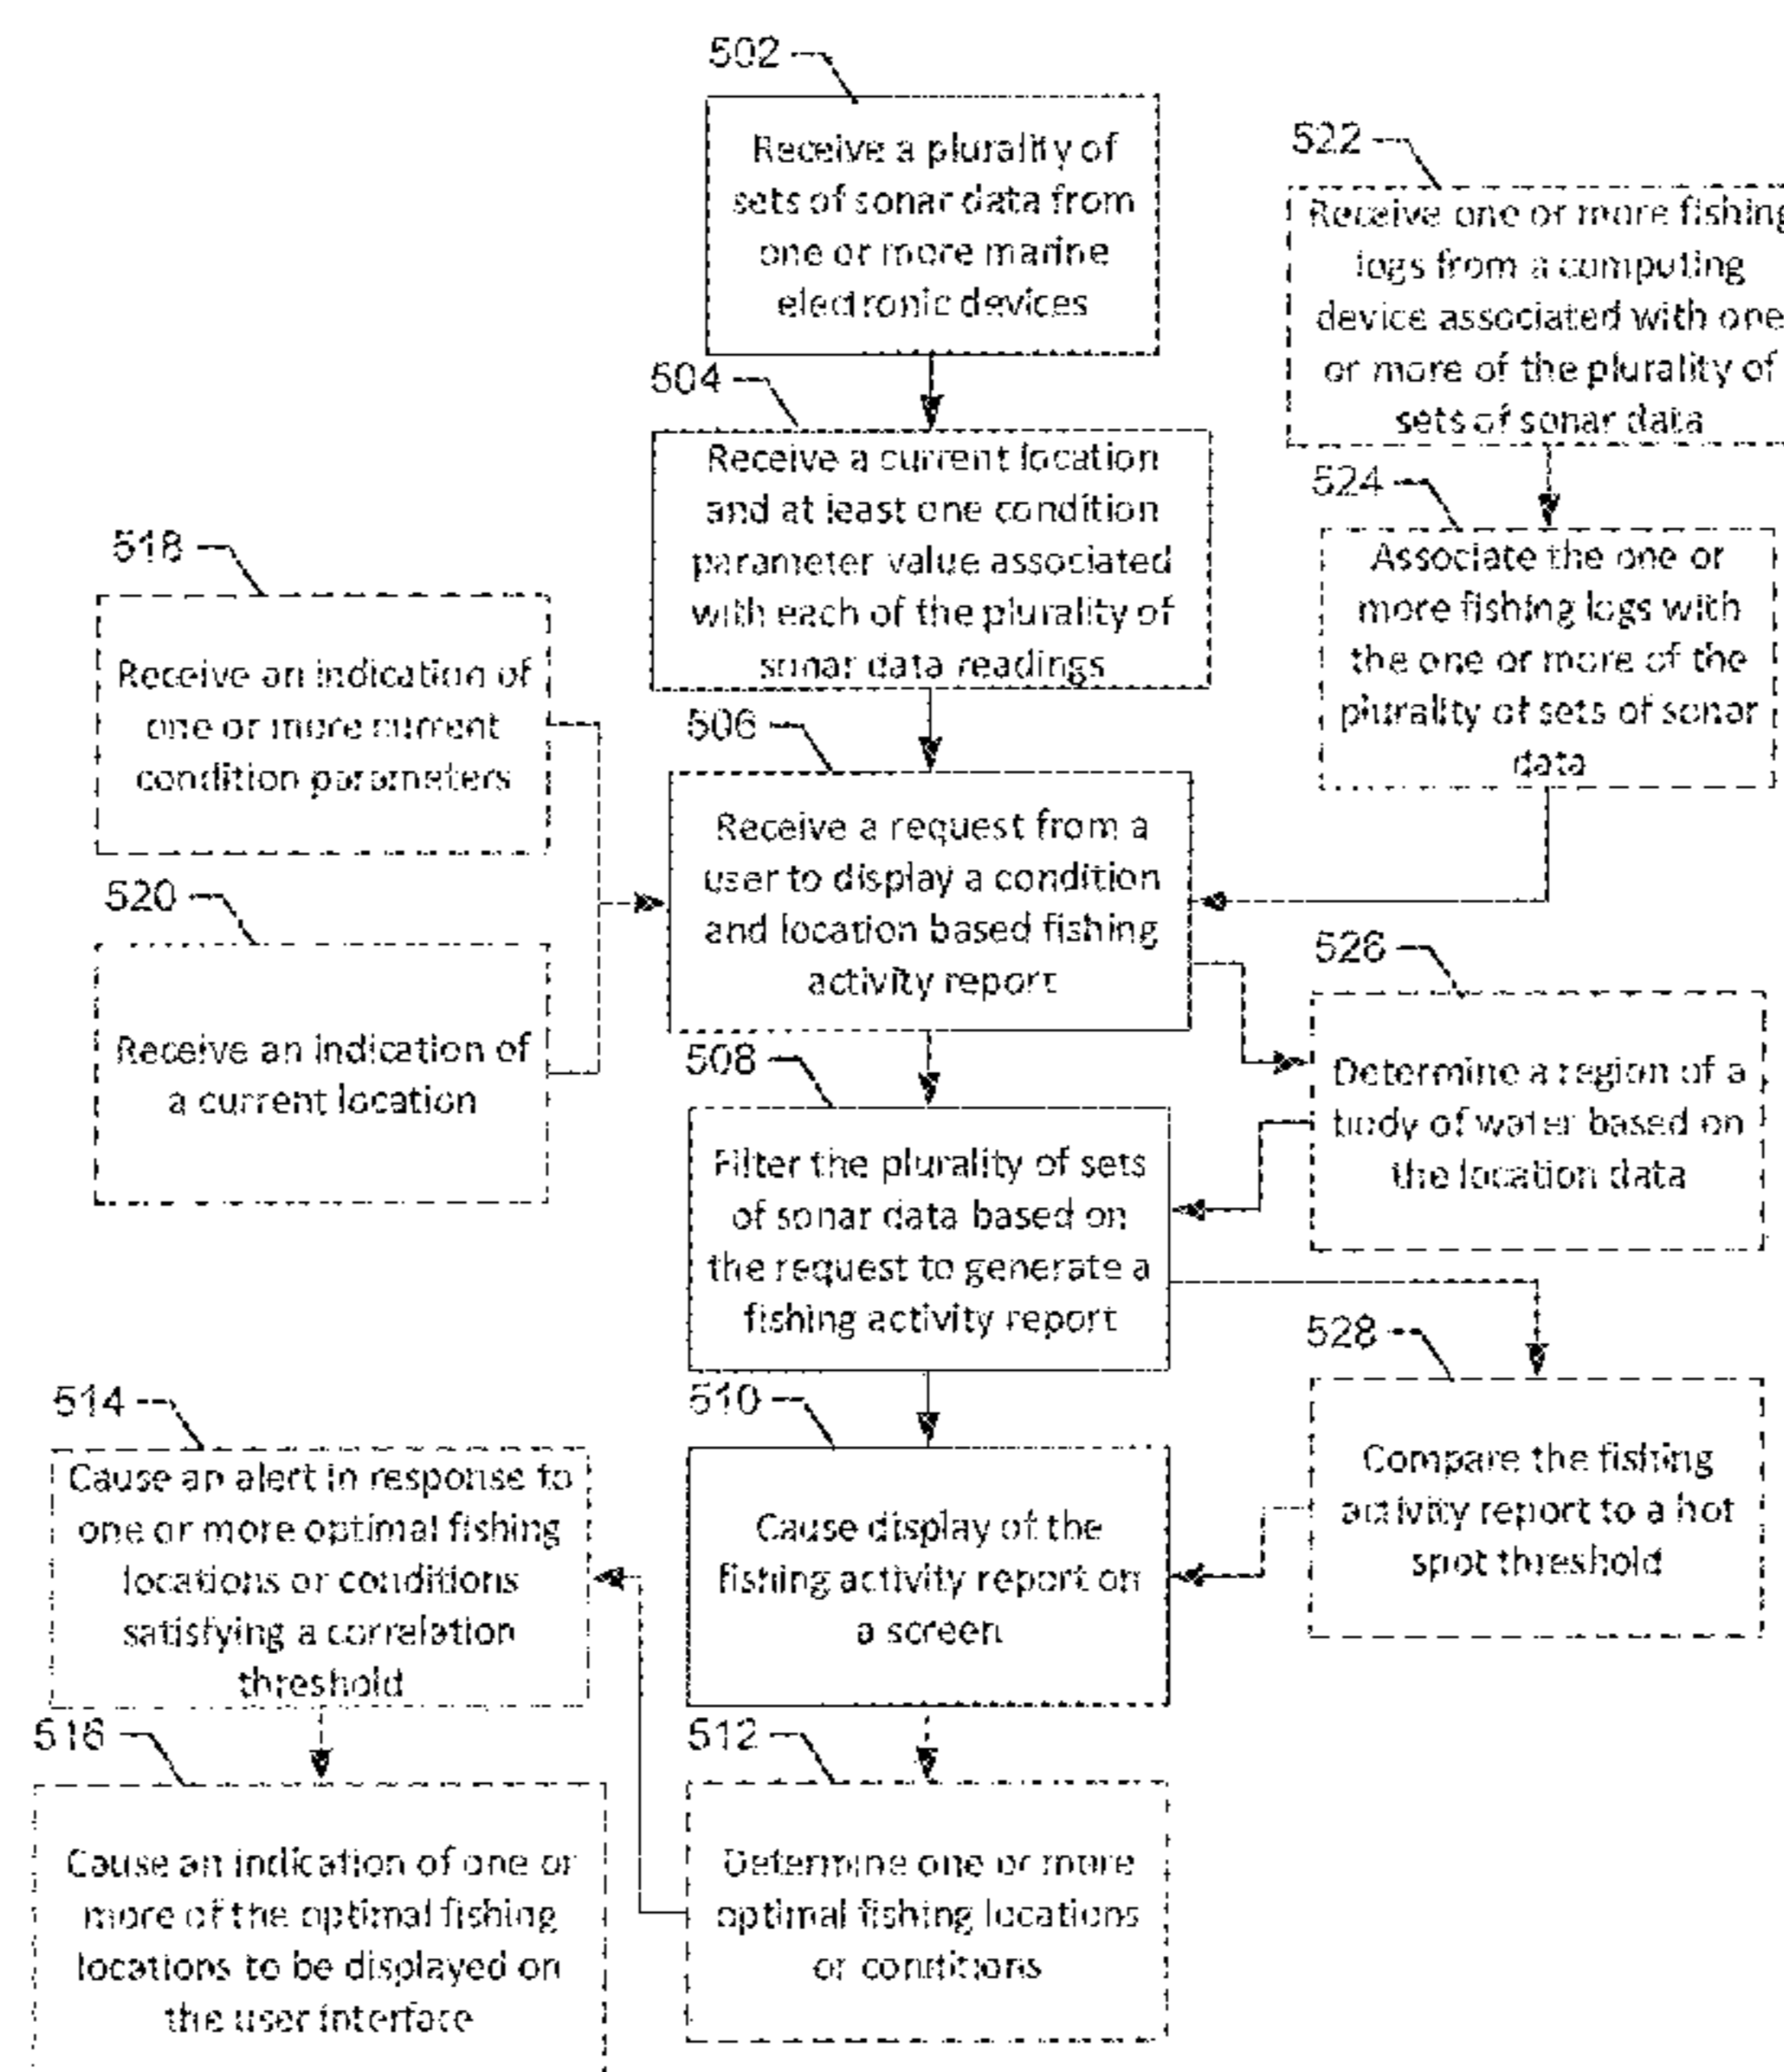 502
Receive a plurality of
sets of sonar data from
one or more marine
electronic devices
522
Receive one or more fishing
logs from a computing
device associated with one
or more of the plurality of
sets of sonar data
504
Receive a current location
and at least one condition
parameter value associated
with each of the plurality of
sonar data readings
524
Associate the one or
more fishing logs with
the one or more of the
plurality of sets of sonar
data
518
Receive an indication of
one or more current
condition parameters
506
Receive a request from a
user to display a condition
and location based fishing
activity report
520
Receive an indication of
a current location
526
Determine a region of a
body of water based on
the location data
508
Filter the plurality of sets
of sonar data based on
the request to generate a
fishing activity report
528
Compare the fishing
activity report to a hot
spot threshold
514
Cause an alert in response to
one or more optimal fishing
locations or conditions
satisfying a correlation
threshold
510
Cause display of the
fishing activity report on
a screen
516
Cause an indication of one or
more of the optimal fishing
locations to be displayed on
the user interface
512
Determine one or more
optimal fishing locations
or conditions